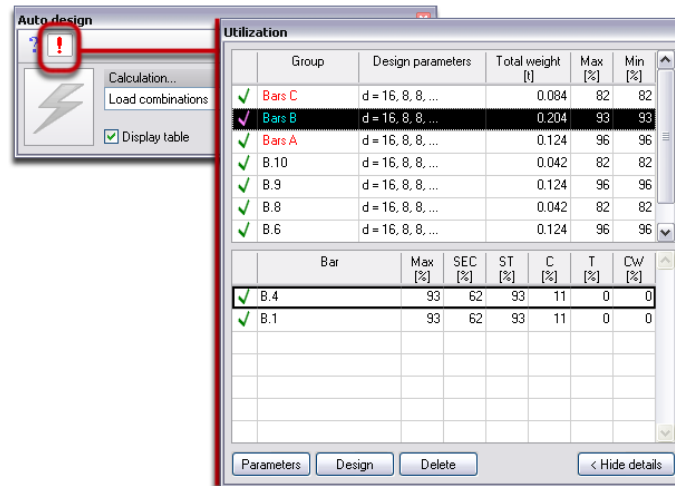 Auto design
? !
Calculation...
Load combinations
Display table
Utilization
Group Design parameters Total weight [t] Max [%] Min [%]
Bars C d = 16, 8, 8, ... 0.084 82 82
Bars B d = 16, 8, 8, ... 0.204 93 93
Bars A d = 16, 8, 8, ... 0.124 96 96
B.10 d = 16, 8, 8, ... 0.042 82 82
B.9 d = 16, 8, 8, ... 0.124 96 96
B.8 d = 16, 8, 8, ... 0.042 82 82
B.6 d = 16, 8, 8, ... 0.124 96 96
Bar Max [%] SEC [%] ST [%] C [%] T [%] CW [%]
B.4 93 62 93 11 0 0
B.1 93 62 93 11 0 0
Parameters Design Delete < Hide details